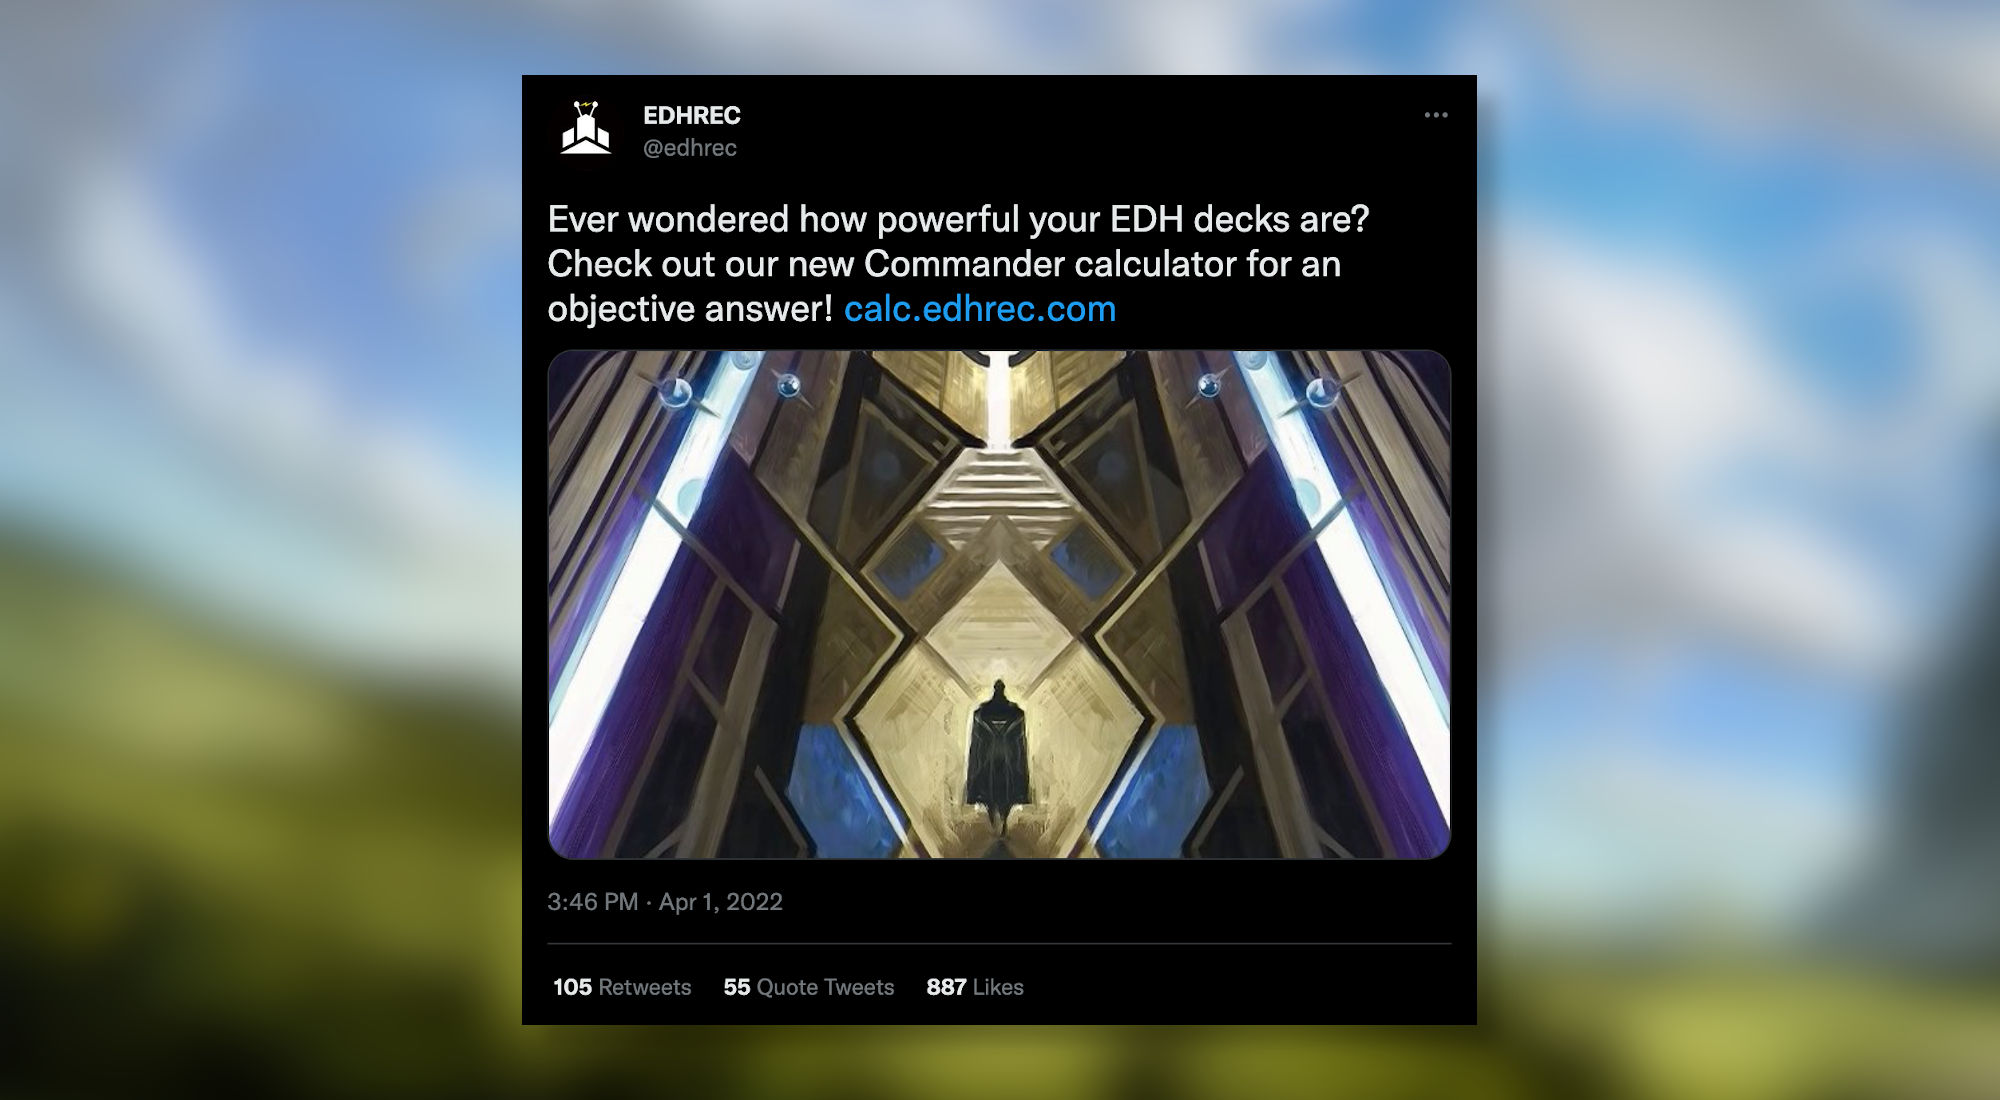 EDHREC
@edhrec
Ever wondered how powerful your EDH decks are?
Check out our new Commander calculator for an
objective answer! calc.edhrec.com
3:46 PM · Apr 1, 2022
105 Retweets 55 Quote Tweets 887 Likes